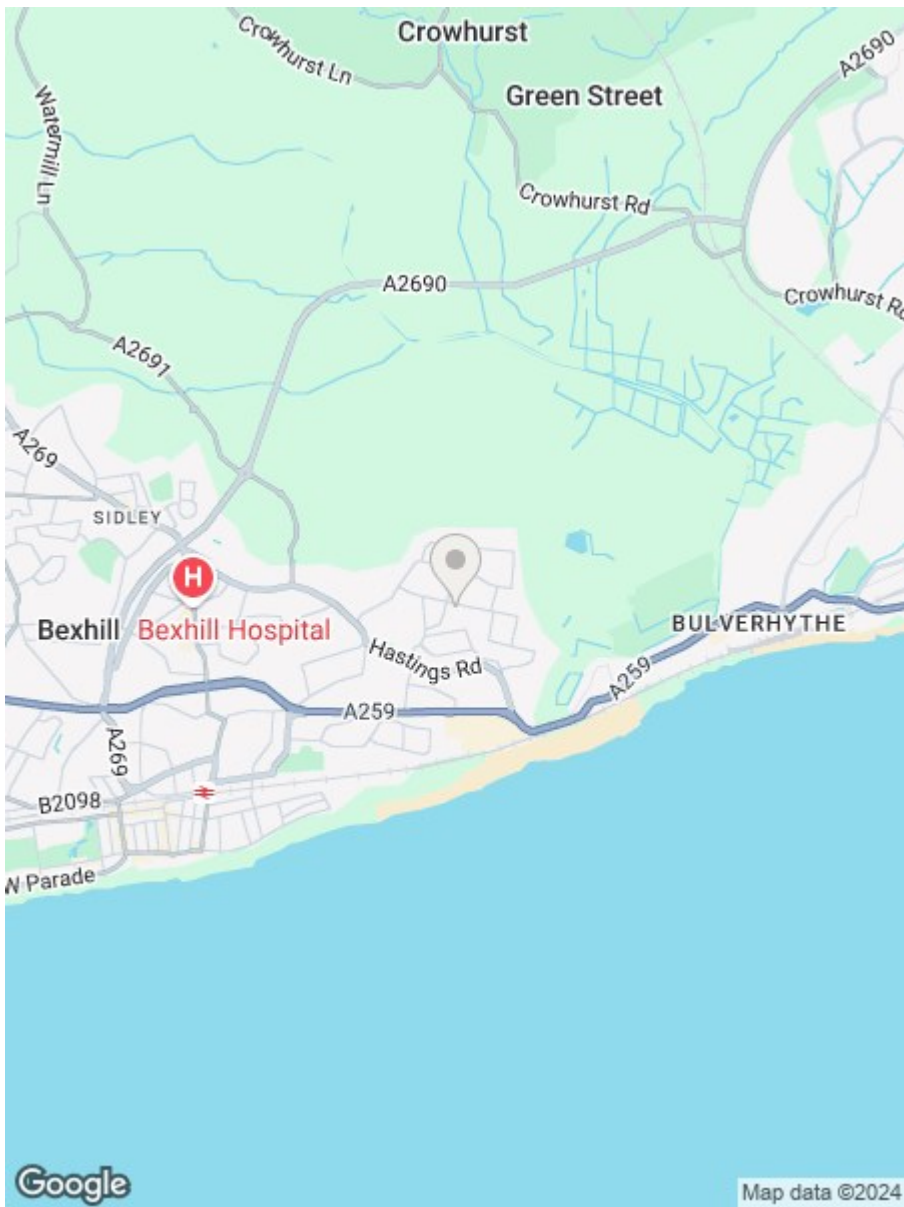 Crowhurst
Crowhurst Ln
A2690
Green Street
Watermill Ln
Crowhurst Rd
A2690
Crowhurst Rd
A2691
A269
SIDLEY
H
Bexhill
Bexhill Hospital
BULVERHYTHE
Hastings Rd
A259
A259
A269
B2098
W Parade
Google
Map data ©2024